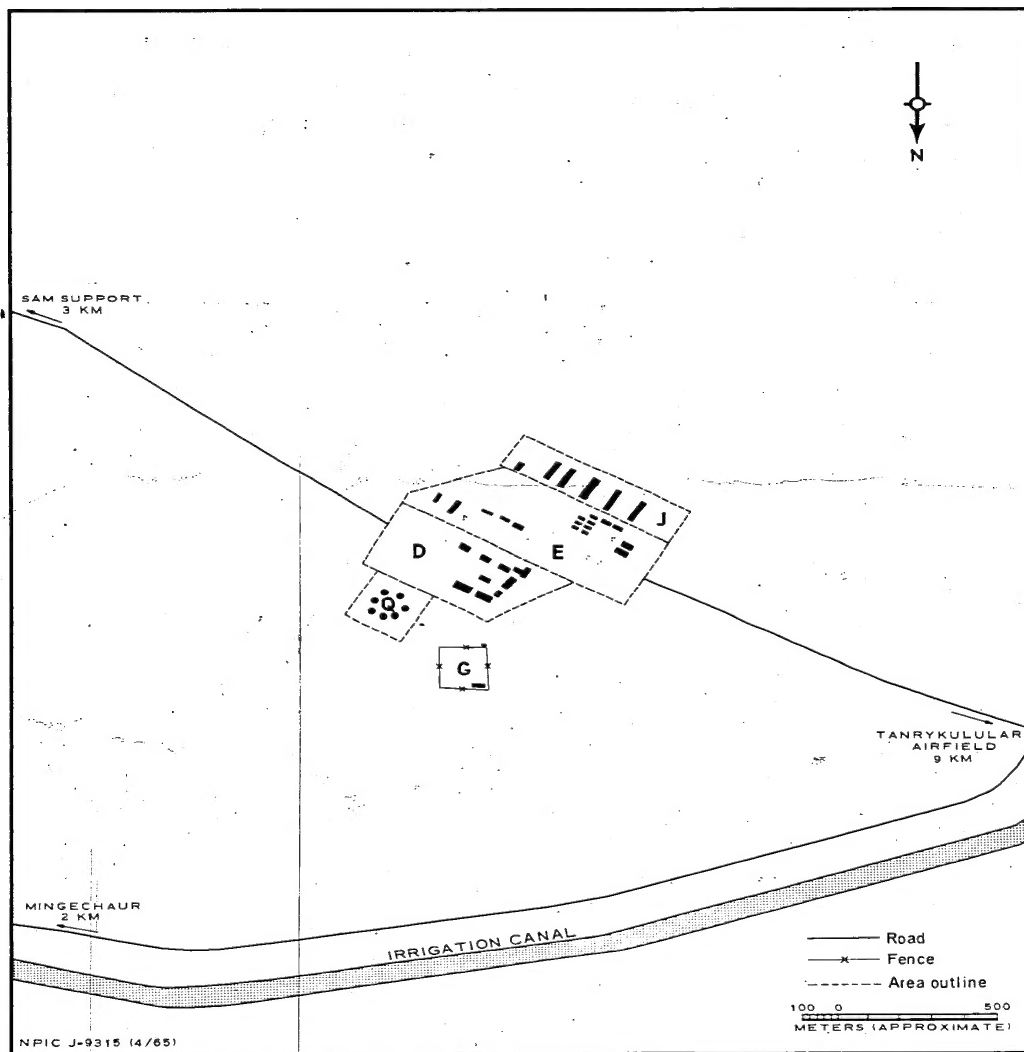 N
SAM SUPPORT
3 KM
J
D
E
Q
G
TANRYKULULAR
AIRFIELD
9 KM
MINGECHAUR
2 KM
IRRIGATION CANAL
Road
Fence
Area outline
100 0 500
METERS (APPROXIMATE)
NPIC J-9315 (4/65)